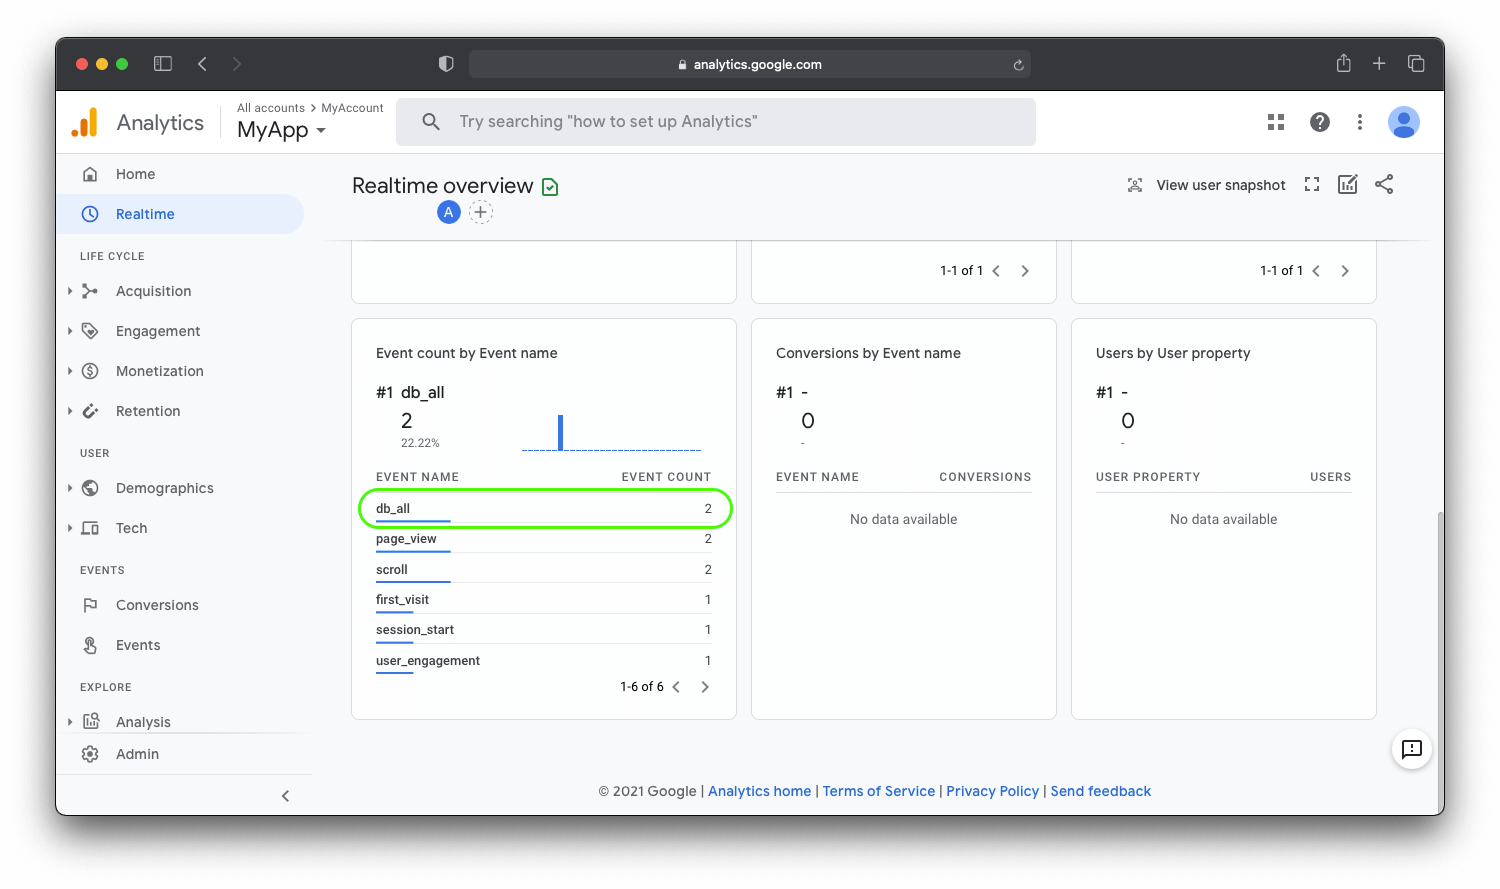 analytics.google.com
Analytics
All accounts > MyAccount
MyApp
Try searching "how to set up Analytics"
Home
Realtime
LIFE CYCLE
Acquisition
Engagement
Monetization
Retention
USER
Demographics
Tech
EVENTS
Conversions
Events
EXPLORE
Analysis
Admin
Realtime overview
A
View user snapshot
1-1 of 1
1-1 of 1
Event count by Event name
#1 db_all
2
22.22%
EVENT NAME EVENT COUNT
db_all 2
page_view 2
scroll 2
first_visit 1
session_start 1
user_engagement 1
1-6 of 6
Conversions by Event name
#1 -
0
-
EVENT NAME CONVERSIONS
No data available
Users by User property
#1 -
0
-
USER PROPERTY USERS
No data available
© 2021 Google | Analytics home | Terms of Service | Privacy Policy | Send feedback